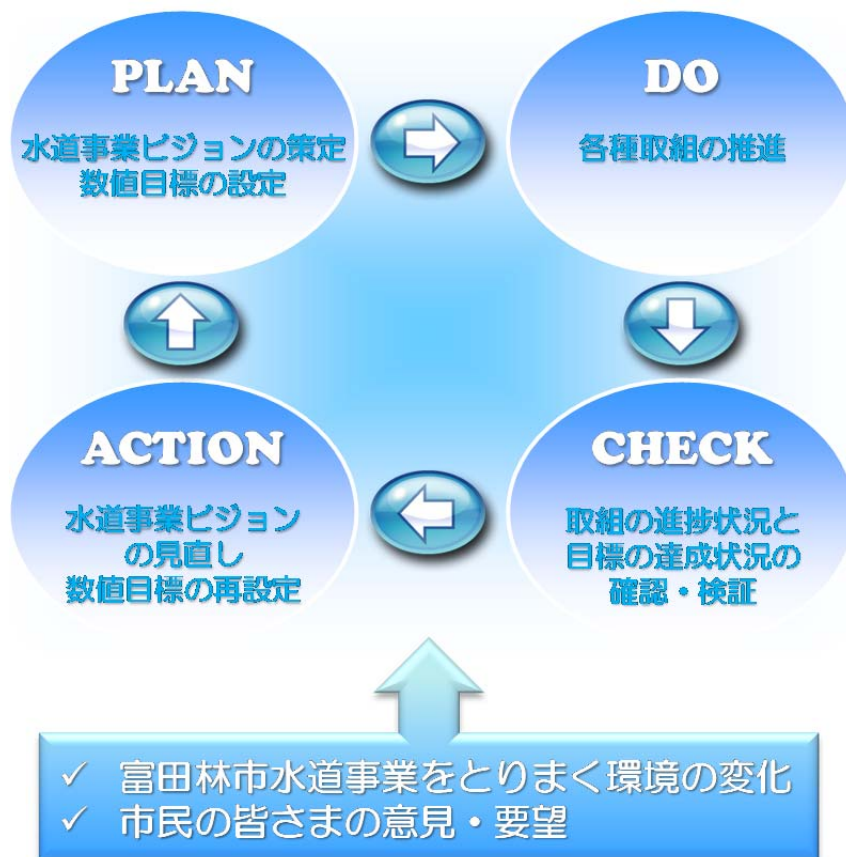 PLAN
水道事業ビジョンの策定
数値目標の設定
DO
各種取組の推進
ACTION
水道事業ビジョン
の見直し
数値目標の再設定
CHECK
取組の進捗状況と
目標の達成状況の
確認・検証
✓ 富田林市水道事業をとりまく環境の変化
✓ 市民の皆さまの意見・要望